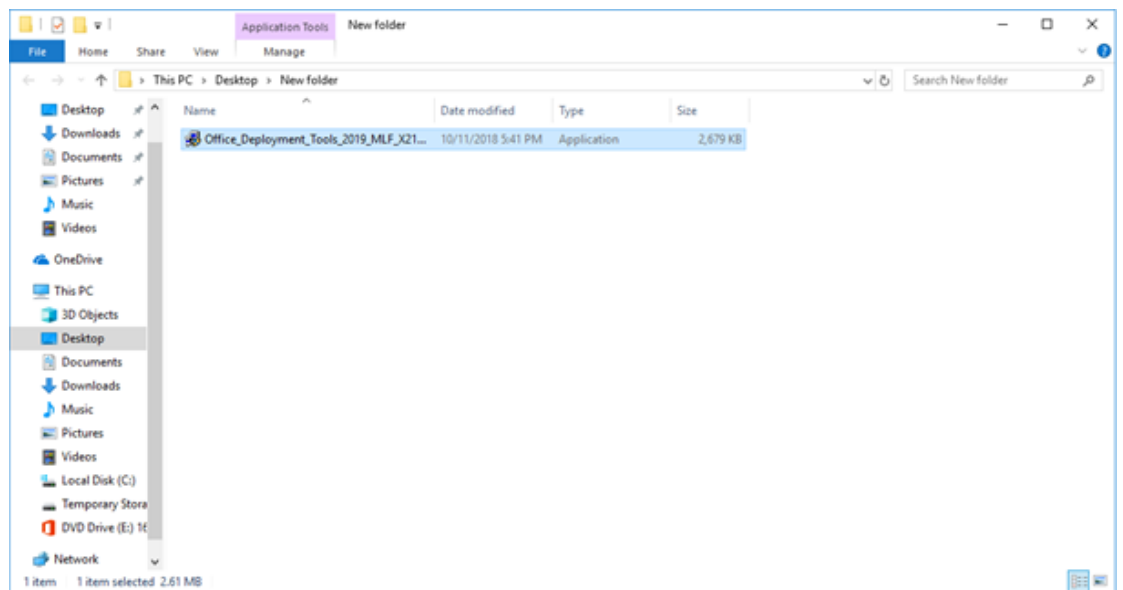 Application Tools New folder
File Home Share View Manage
This PC > Desktop > New folder
Search New folder
Name Date modified Type Size
Office_Deployment_Tools_2019_MLF_X21... 10/11/2018 5:41 PM Application 2,679 KB
Desktop
Downloads
Documents
Pictures
Music
Videos
OneDrive
This PC
3D Objects
Desktop
Documents
Downloads
Music
Pictures
Videos
Local Disk (C:)
Temporary Stora
DVD Drive (E:) 16
Network
1 item 1 item selected 2.61 MB